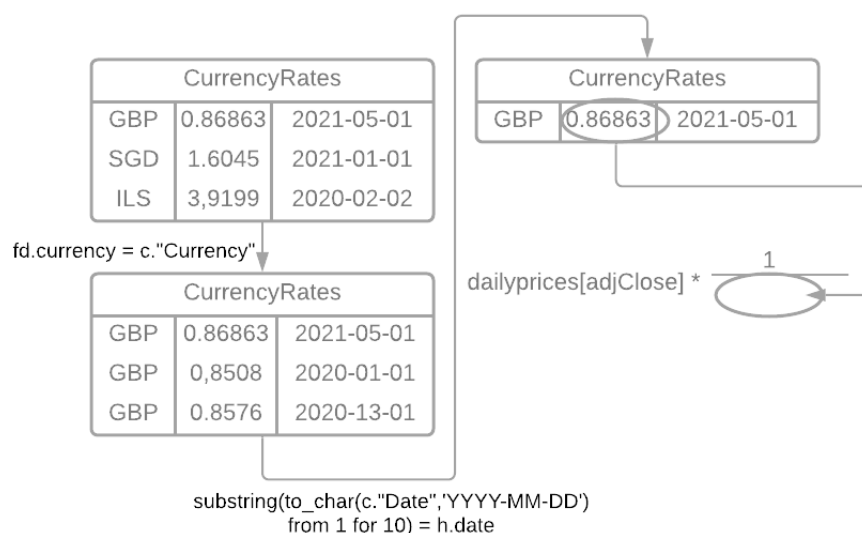 CurrencyRates
GBP 0.86863 2021-05-01
SGD 1.6045 2021-01-01
ILS 3,9199 2020-02-02
fd.currency = c."Currency"
CurrencyRates
GBP 0.86863 2021-05-01
GBP 0,8508 2020-01-01
GBP 0.8576 2020-13-01
substring(to_char(c."Date",'YYYY-MM-DD')
from 1 for 10) = h.date
CurrencyRates
GBP 0.86863 2021-05-01
1
dailyprices[adjClose] *